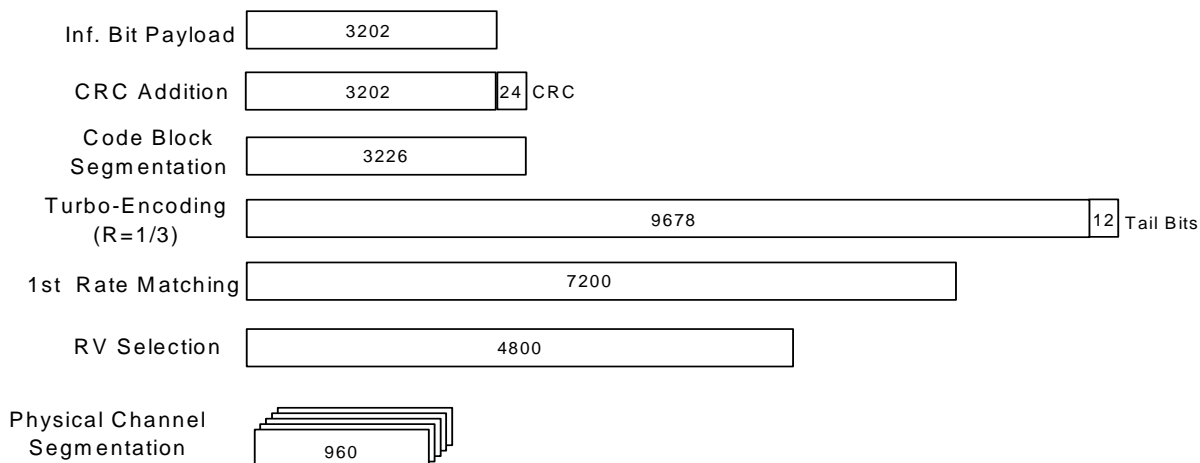 Inf. Bit Payload 3202
CRC Addition 3202 24 CRC
Code Block
Segmentation 3226
Turbo-Encoding
(R=1/3) 9678 12 Tail Bits
1st Rate Matching 7200
RV Selection 4800
Physical Channel
Segmentation 960